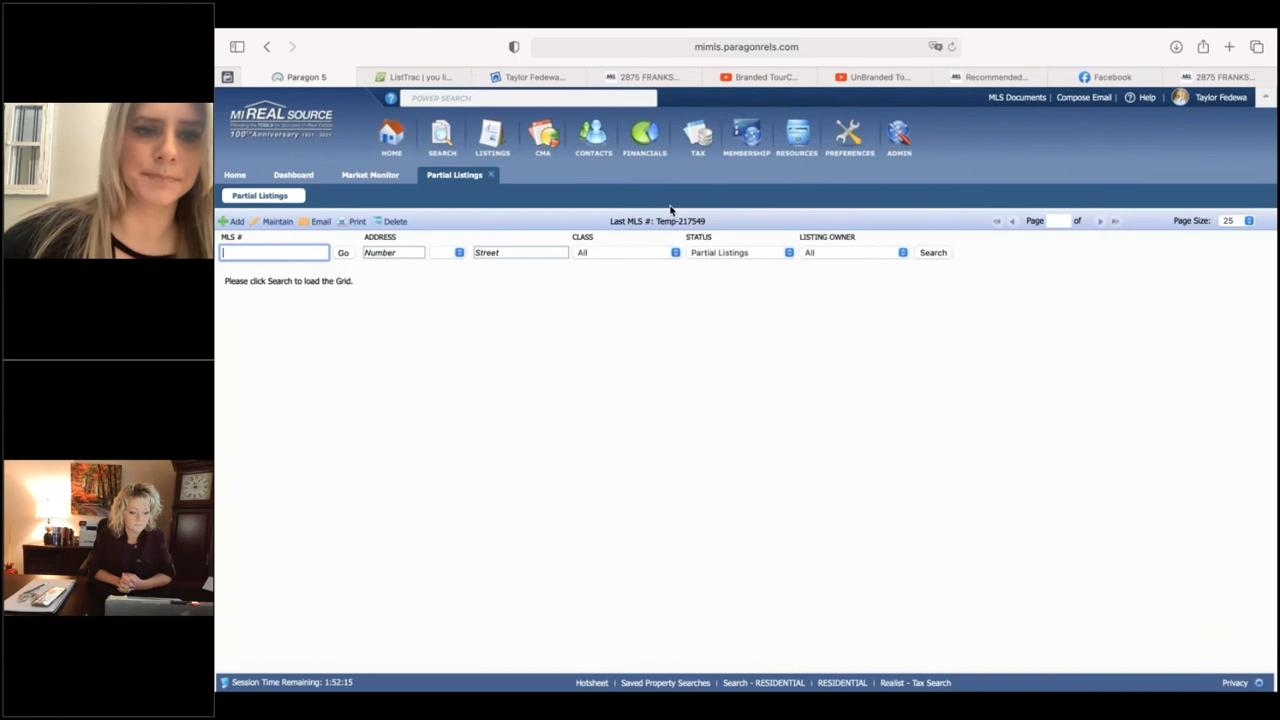 mimls.paragonrels.com
Paragon 5
ListTrac | you li...
Taylor Fedewa...
2875 FRANKS...
Branded TourC...
UnBranded To...
Recommended...
Facebook
2875 FRANKS...
MiREALSOURCE
100th Anniversary 1921 - 2021
POWER SEARCH
MLS Documents
Compose Email
Help
Taylor Fedewa
HOME
SEARCH
LISTINGS
CMA
CONTACTS
FINANCIALS
TAX
MEMBERSHIP
RESOURCES
PREFERENCES
ADMIN
Home
Dashboard
Market Monitor
Partial Listings
Partial Listings
Add
Maintain
Email
Print
Delete
Last MLS #: Temp-217549
Page
of
Page Size: 25
MLS #
ADDRESS
CLASS
STATUS
LISTING OWNER
Go
Number
Street
All
Partial Listings
All
Search
Please click Search to load the Grid.
Session Time Remaining: 1:52:15
Hotsheet | Saved Property Searches | Search - RESIDENTIAL | RESIDENTIAL | Realist - Tax Search
Privacy